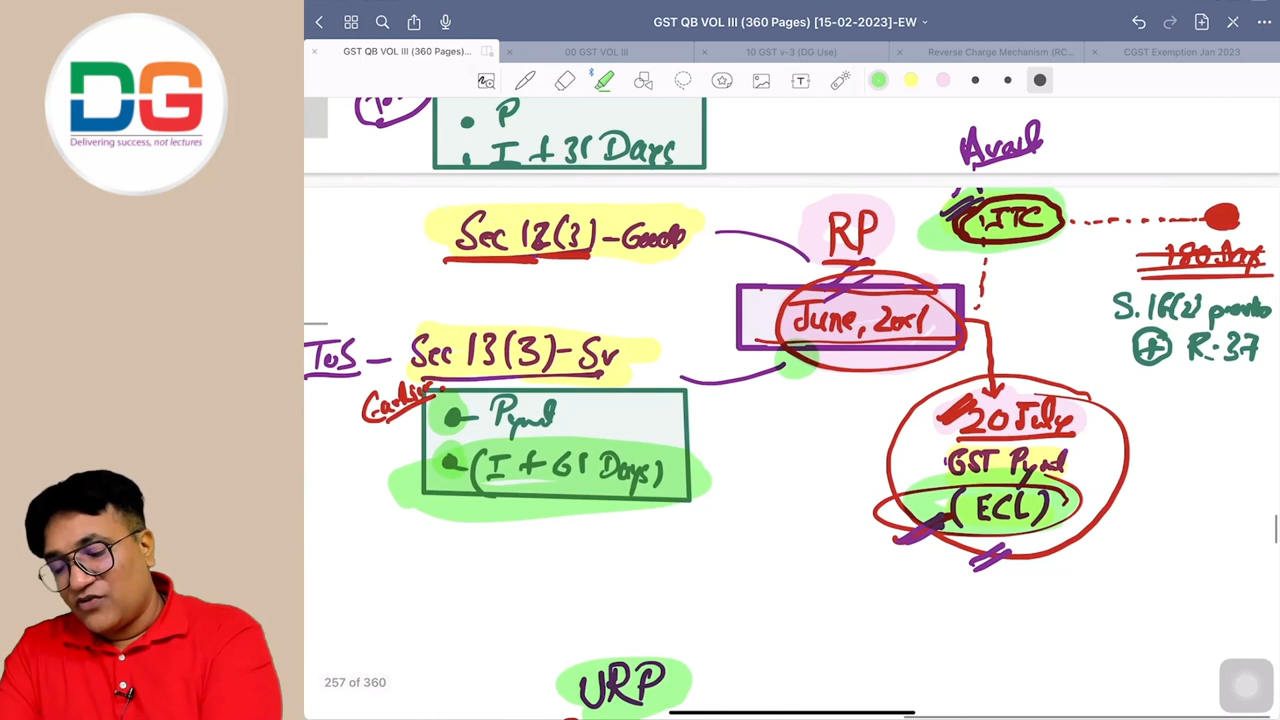 GST QB VOL III (360 Pages) [15-02-2023]-EW
GST QB VOL III (360 Pages)...
00 GST VOL III
10 GST v-3 (DG Use)
Reverse Charge Mechanism (RC...
CGST Exemption Jan 2023
DG
Delivering success, not lectures
P
I + 31 Days
Avail
Sec 12(3) - Goods
RP
ITC
180 Days
June, 20x1
S. 16(2) proviso
+ R. 37
ToS - Sec 13(3) - Sv
Earlier
Pymt
(I + 61 Days)
20 July
GST Pymt
(ECL)
URP
257 of 360